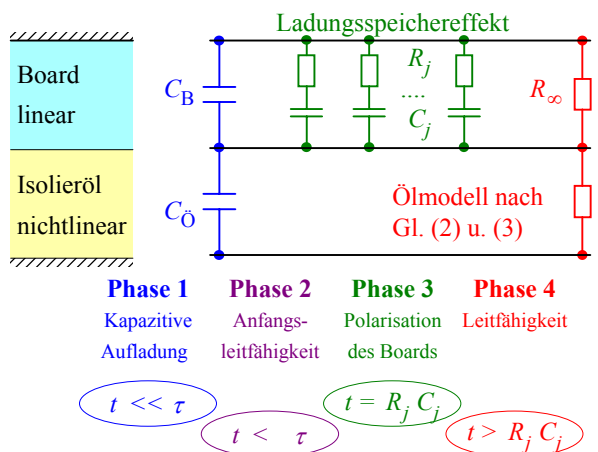 Ladungsspeichereffekt
Board
linear
C_B
R_j
....
C_j
R_∞
Isolieröl
nichtlinear
C_Ö
Ölmodell nach
Gl. (2) u. (3)
Phase 1
Kapazitive
Aufladung
Phase 2
Anfangs-
leitfähigkeit
Phase 3
Polarisation
des Boards
Phase 4
Leitfähigkeit
t << τ
t < τ
t = R_j C_j
t > R_j C_j